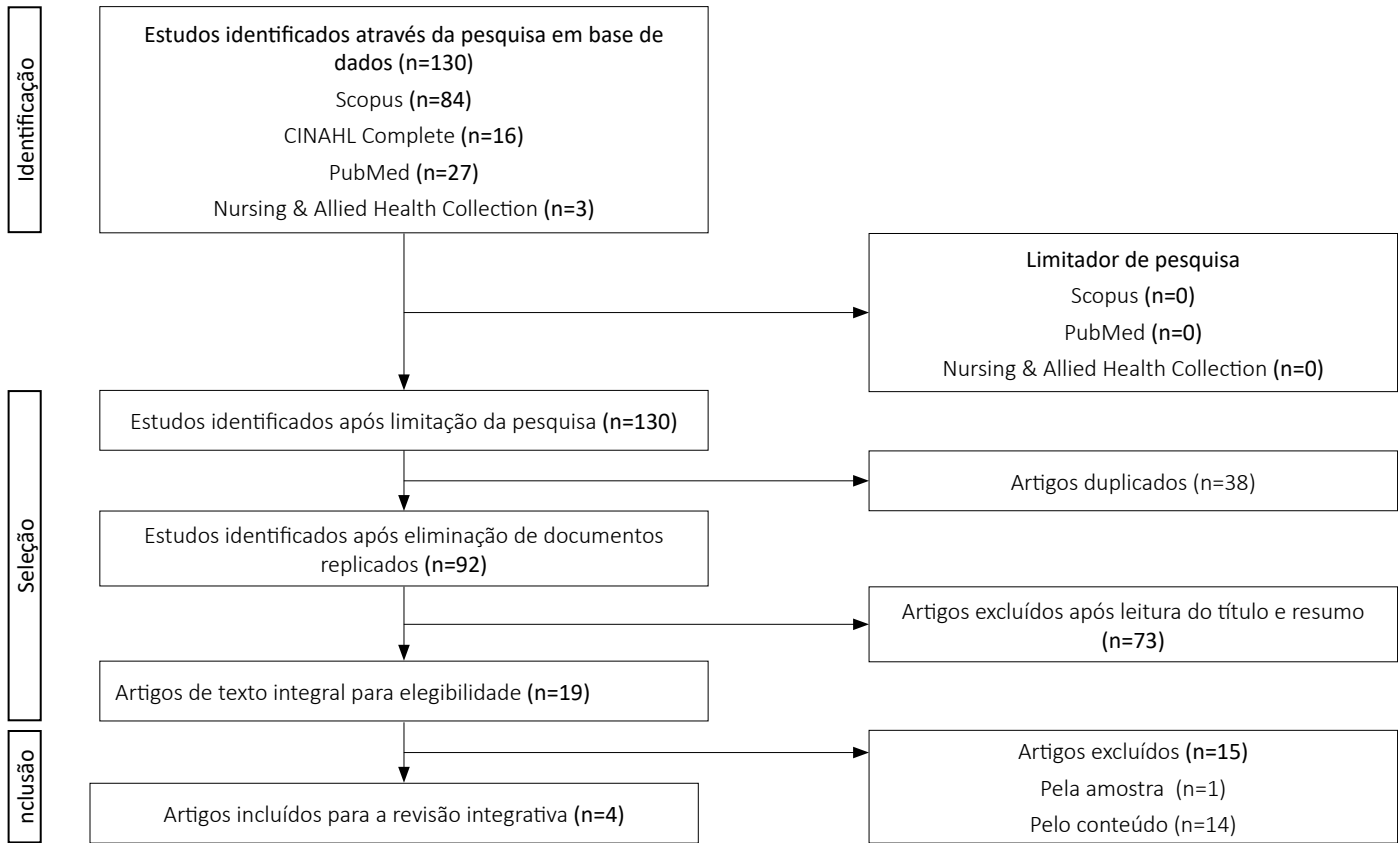 Identificação
Estudos identificados através da pesquisa em base de
dados (n=130)
Scopus (n=84)
CINAHL Complete (n=16)
PubMed (n=27)
Nursing & Allied Health Collection (n=3)
Limitador de pesquisa
Scopus (n=0)
PubMed (n=0)
Nursing & Allied Health Collection (n=0)
Seleção
Estudos identificados após limitação da pesquisa (n=130)
Artigos duplicados (n=38)
Estudos identificados após eliminação de documentos
replicados (n=92)
Artigos excluídos após leitura do título e resumo
(n=73)
Artigos de texto integral para elegibilidade (n=19)
nclusão
Artigos excluídos (n=15)
Pela amostra (n=1)
Pelo conteúdo (n=14)
Artigos incluídos para a revisão integrativa (n=4)